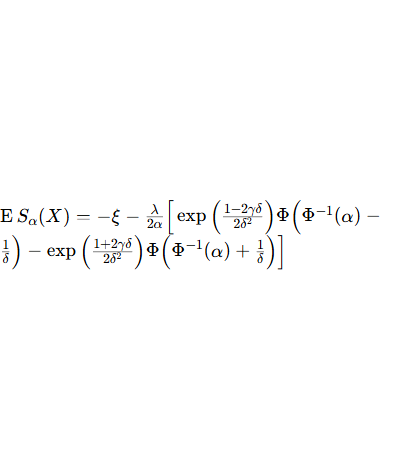 E S_α(X) = −ξ − λ/2α [ exp ( (1−2γδ)/(2δ²) ) Φ ( Φ⁻¹(α) −
1/δ ) − exp ( (1+2γδ)/(2δ²) ) Φ ( Φ⁻¹(α) + 1/δ ) ]